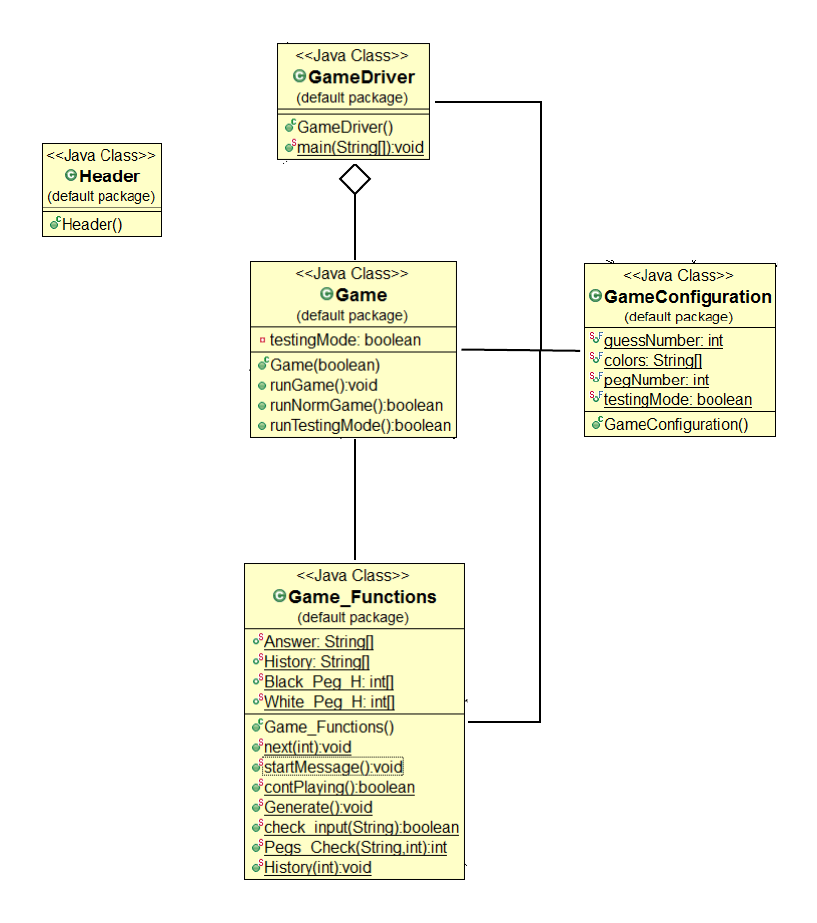 <<Java Class>>
GameDriver
(default package)
GameDriver()
main(String[]):void
<<Java Class>>
Header
(default package)
Header()
<<Java Class>>
Game
(default package)
testingMode: boolean
Game(boolean)
runGame():void
runNormGame():boolean
runTestingMode():boolean
<<Java Class>>
GameConfiguration
(default package)
guessNumber: int
colors: String[]
pegNumber: int
testingMode: boolean
GameConfiguration()
<<Java Class>>
Game_Functions
(default package)
Answer: String[]
History: String[]
Black_Peg_H: int[]
White_Peg_H: int[]
Game_Functions()
next(int):void
startMessage():void
contPlaying():boolean
Generate():void
check_input(String):boolean
Pegs_Check(String,int):int
History(int):void